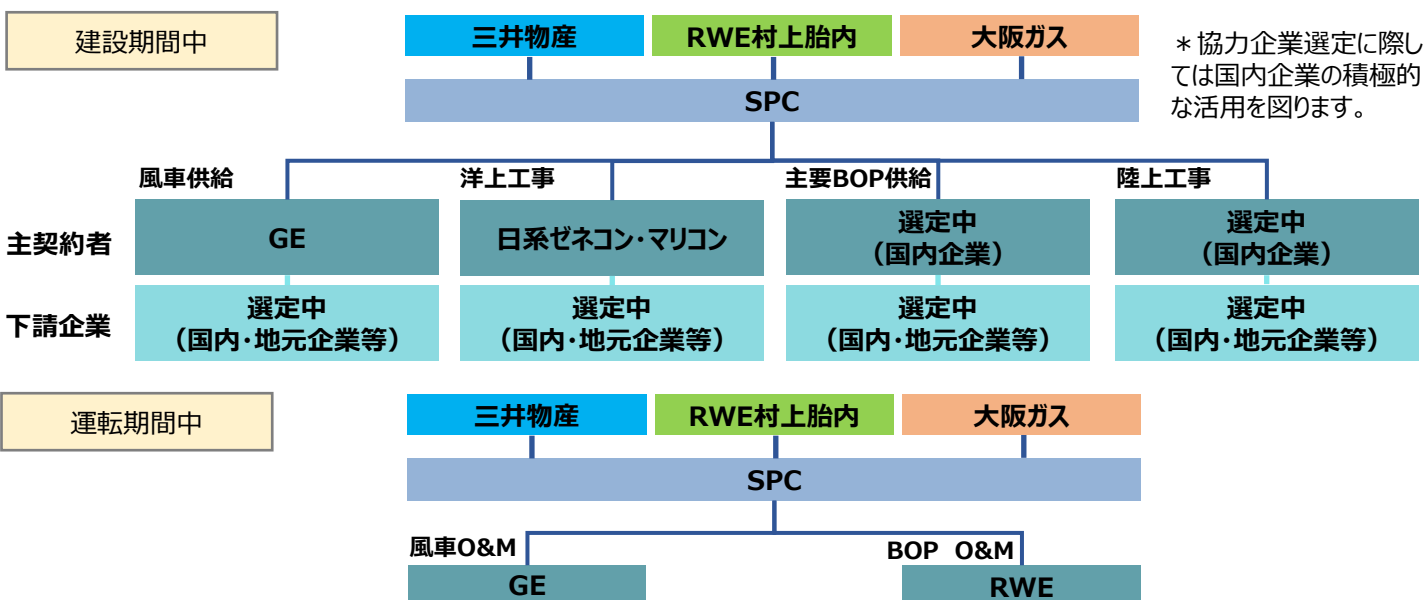 建設期間中
三井物産
RWE村上胎内
大阪ガス
＊協力企業選定に際し
ては国内企業の積極的
な活用を図ります。
SPC
風車供給
洋上工事
主要BOP供給
陸上工事
主契約者
GE
日系ゼネコン・マリコン
選定中
（国内企業）
選定中
（国内企業）
下請企業
選定中
（国内・地元企業等）
選定中
（国内・地元企業等）
選定中
（国内・地元企業等）
選定中
（国内・地元企業等）
運転期間中
三井物産
RWE村上胎内
大阪ガス
SPC
風車O&M
BOP O&M
GE
RWE